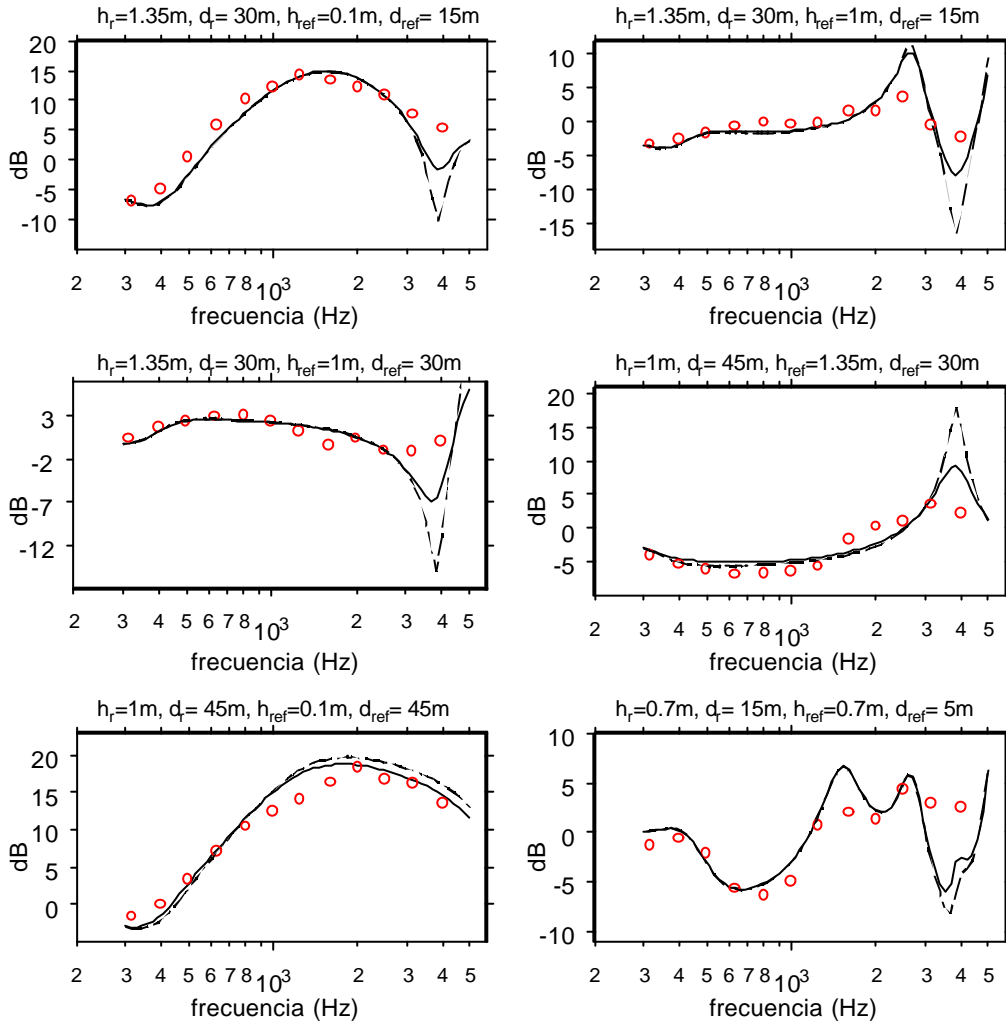 h_r=1.35m, d_r= 30m, h_ref=0.1m, d_ref= 15m
20
15
10
5
0
-5
-10
dB
2 3 4 5 6 7 8 10^3 2 3 4 5
frecuencia (Hz)
h_r=1.35m, d_r= 30m, h_ref=1m, d_ref= 15m
10
5
0
-5
-10
-15
dB
2 3 4 5 6 7 8 10^3 2 3 4 5
frecuencia (Hz)
h_r=1.35m, d_r= 30m, h_ref=1m, d_ref= 30m
3
-2
-7
-12
dB
2 3 4 5 6 7 8 10^3 2 3 4 5
frecuencia (Hz)
h_r=1m, d_r= 45m, h_ref=1.35m, d_ref= 30m
20
15
10
5
0
-5
dB
2 3 4 5 6 7 8 10^3 2 3 4 5
frecuencia (Hz)
h_r=1m, d_r= 45m, h_ref=0.1m, d_ref= 45m
20
15
10
5
0
dB
2 3 4 5 6 7 8 10^3 2 3 4 5
frecuencia (Hz)
h_r=0.7m, d_r= 15m, h_ref=0.7m, d_ref= 5m
10
5
0
-5
-10
dB
2 3 4 5 6 7 8 10^3 2 3 4 5
frecuencia (Hz)